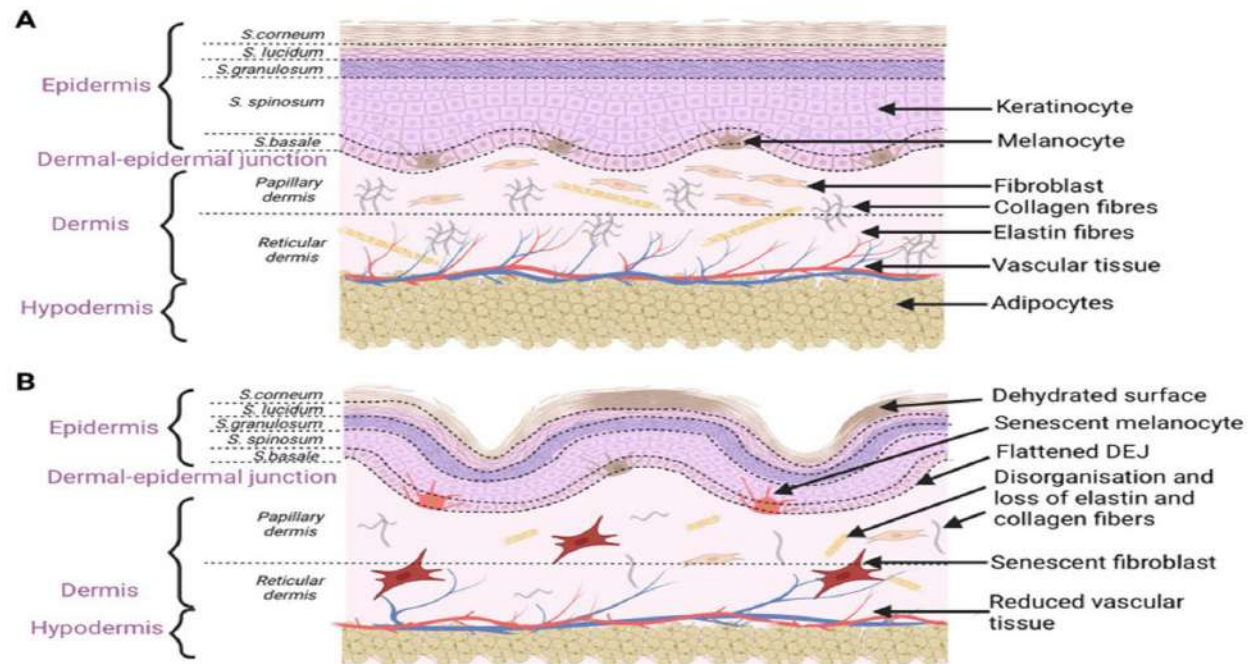 A
S.corneum
S. lucidum
S.granulosum
Epidermis
S. spinosum
Keratinocyte
S.basale
Melanocyte
Dermal-epidermal junction
Papillary
dermis
Fibroblast
Collagen fibres
Dermis
Elastin fibres
Reticular
dermis
Vascular tissue
Hypodermis
Adipocytes
B
S.corneum
Dehydrated surface
S. lucidum
S.granulosum
Senescent melanocyte
Epidermis
S. spinosum
S.basale
Flattened DEJ
Dermal-epidermal junction
Disorganisation and
loss of elastin and
collagen fibers
Papillary
dermis
Senescent fibroblast
Reticular
dermis
Dermis
Reduced vascular
tissue
Hypodermis